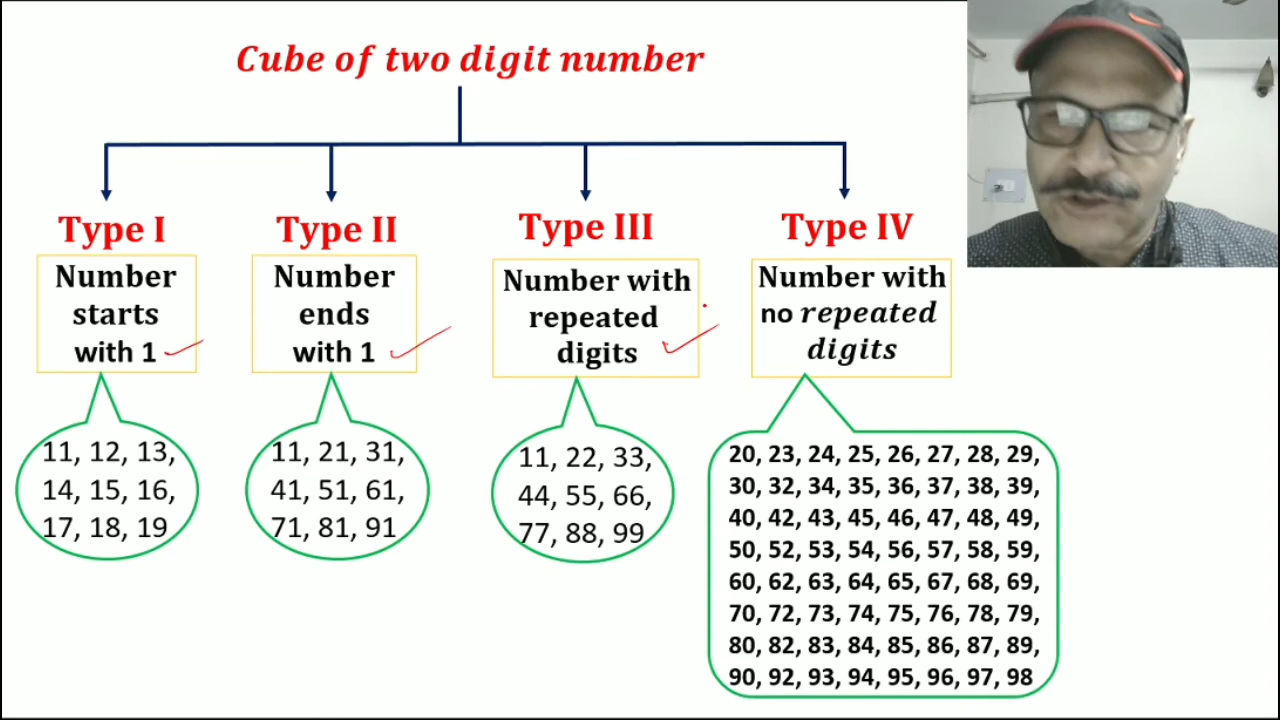 Cube of two digit number
Type I
Number
starts
with 1
11, 12, 13,
14, 15, 16,
17, 18, 19
Type II
Number
ends
with 1
11, 21, 31,
41, 51, 61,
71, 81, 91
Type III
Number with
repeated
digits
11, 22, 33,
44, 55, 66,
77, 88, 99
Type IV
Number with
no repeated
digits
20, 23, 24, 25, 26, 27, 28, 29,
30, 32, 34, 35, 36, 37, 38, 39,
40, 42, 43, 45, 46, 47, 48, 49,
50, 52, 53, 54, 56, 57, 58, 59,
60, 62, 63, 64, 65, 67, 68, 69,
70, 72, 73, 74, 75, 76, 78, 79,
80, 82, 83, 84, 85, 86, 87, 89,
90, 92, 93, 94, 95, 96, 97, 98